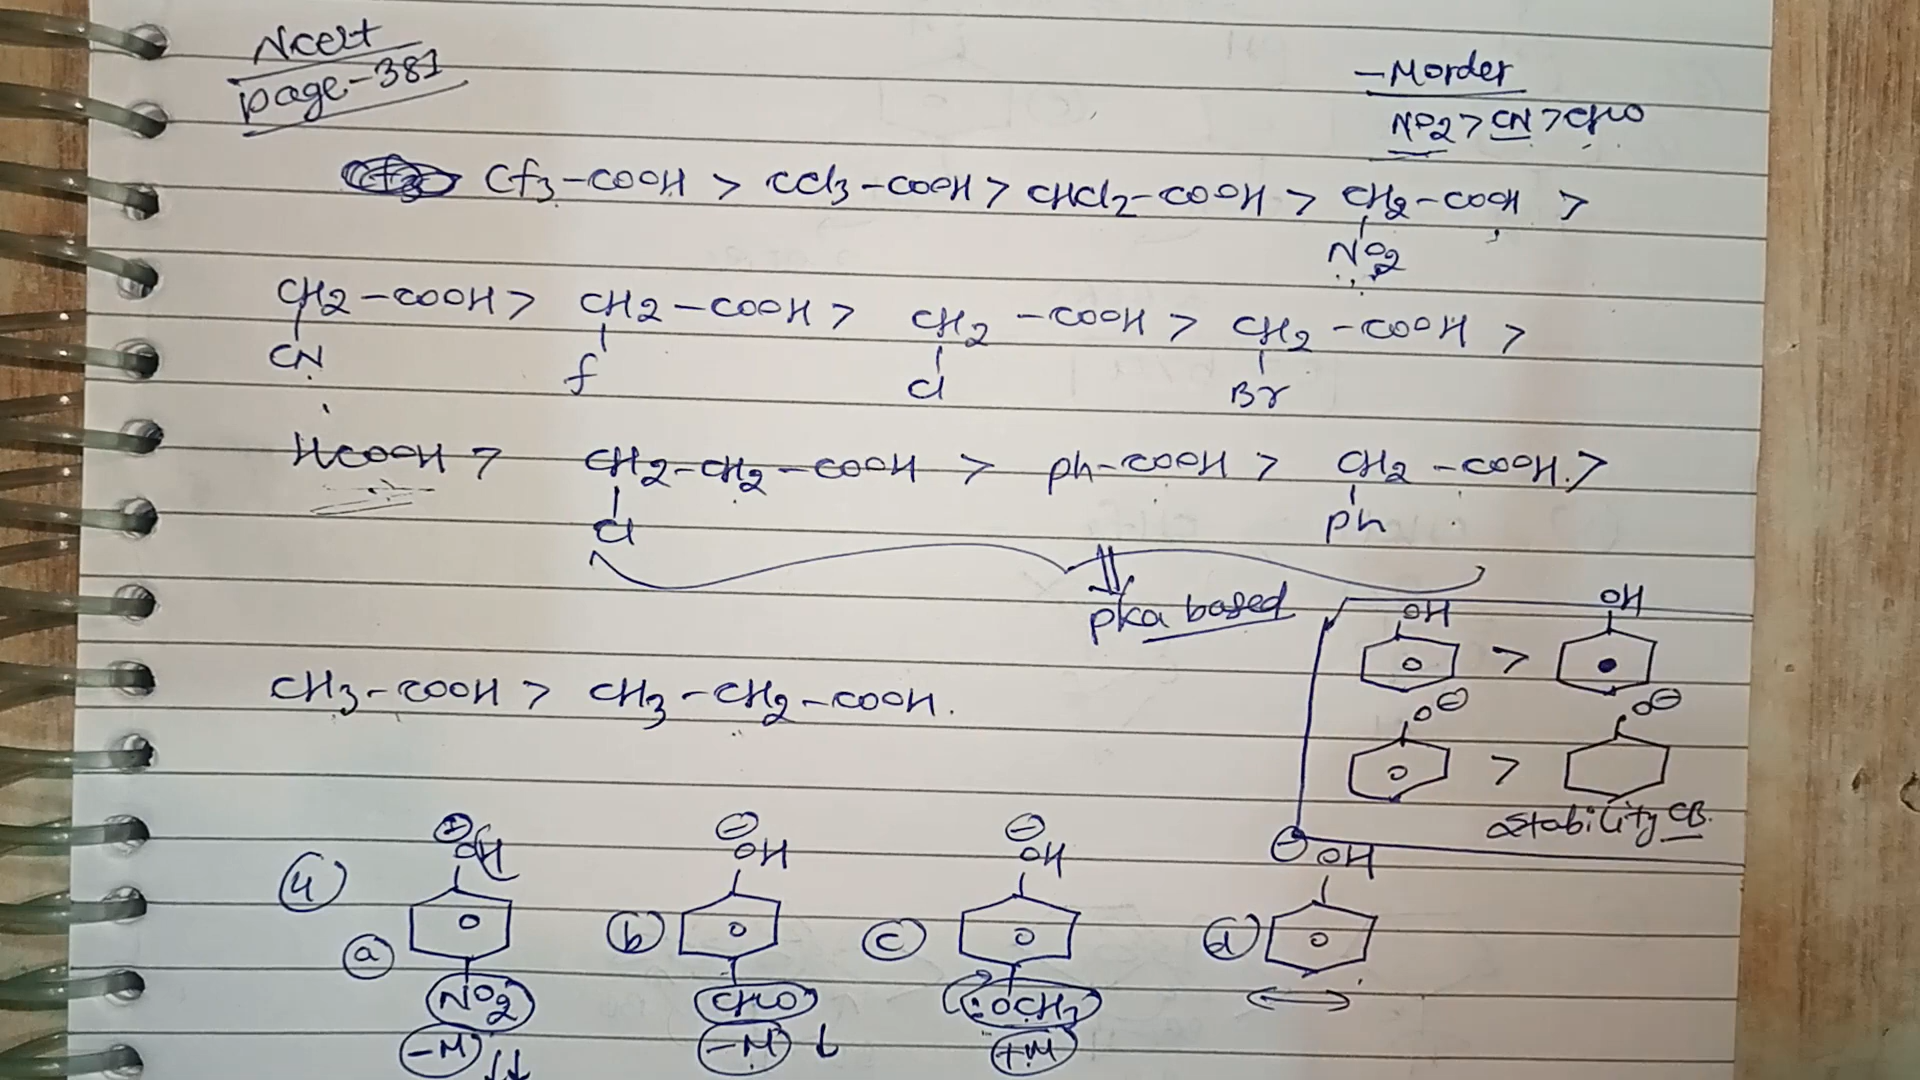 Ncert
page-381
-M order
NO2 > CN > CHO
Cf3-COOH > CCl3-COOH > CHCl2-COOH > CH2-COOH >
NO2
CH2-COOH > CH2-COOH > CH2-COOH > CH2-COOH >
CN f Cl Br
HCOOH > CH2-CH2-COOH > ph-COOH > CH2-COOH. >
Cl ph
pka based
OH > OH
CH3-COOH > CH3-CH2-COOH.
O⊖ > O⊖
Stability CB.
⊖ ⊖ ⊖
4 OH OH OH OH
a b c d
NO2 CHO :OCH3
-M ↓↓ -M ↓ +M